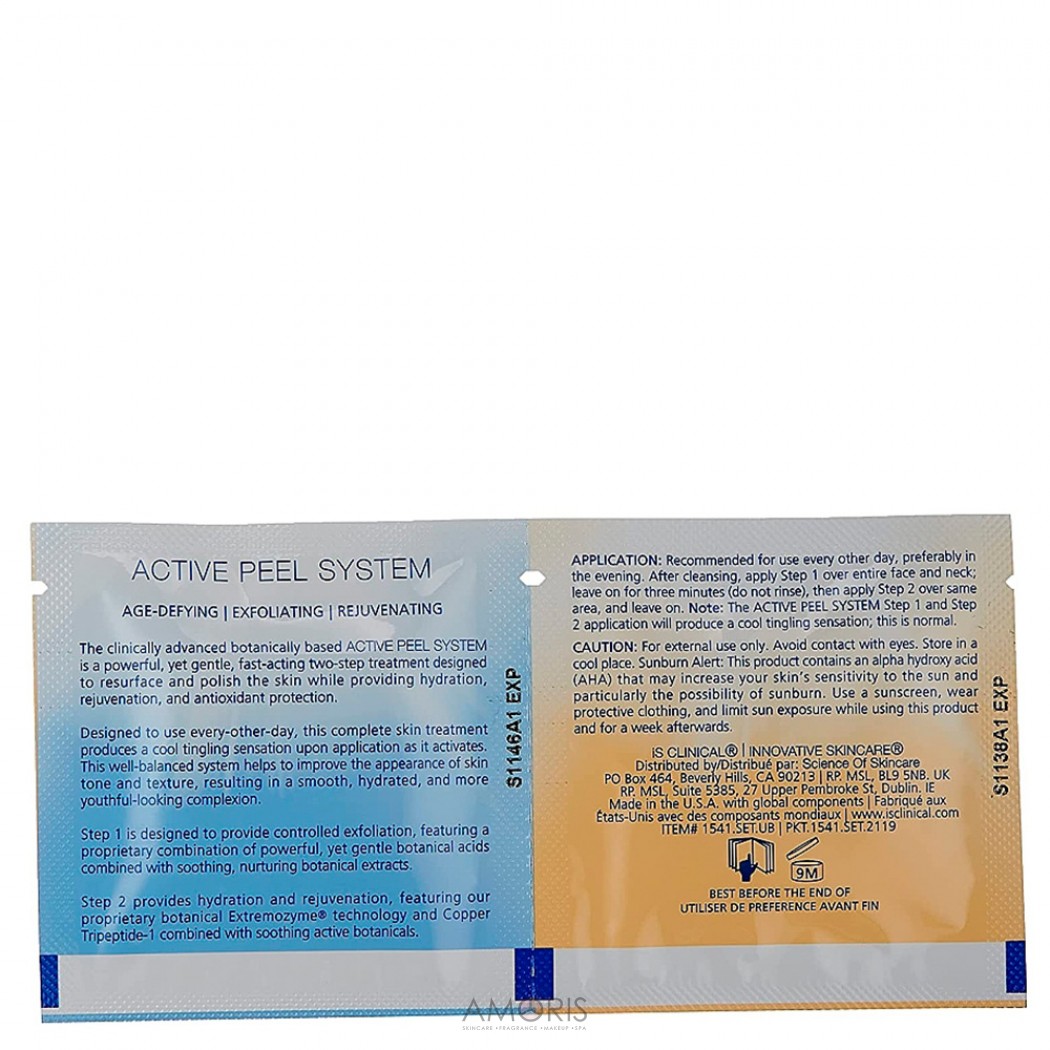 ACTIVE PEEL SYSTEM
AGE-DEFYING | EXFOLIATING | REJUVENATING
The clinically advanced botanically based ACTIVE PEEL SYSTEM
is a powerful, yet gentle, fast-acting two-step treatment designed
to resurface and polish the skin while providing hydration,
rejuvenation, and antioxidant protection.
Designed to use every-other-day, this complete skin treatment
produces a cool tingling sensation upon application as it activates.
This well-balanced system helps to improve the appearance of skin
tone and texture, resulting in a smooth, hydrated, and more
youthful-looking complexion.
Step 1 is designed to provide controlled exfoliation, featuring a
proprietary combination of powerful, yet gentle botanical acids
combined with soothing, nurturing botanical extracts.
Step 2 provides hydration and rejuvenation, featuring our
proprietary botanical Extremozyme® technology and Copper
Tripeptide-1 combined with soothing active botanicals.
S1146A1 EXP
APPLICATION: Recommended for use every other day, preferably in
the evening. After cleansing, apply Step 1 over entire face and neck;
leave on for three minutes (do not rinse), then apply Step 2 over same
area, and leave on. Note: The ACTIVE PEEL SYSTEM Step 1 and Step
2 application will produce a cool tingling sensation; this is normal.
CAUTION: For external use only. Avoid contact with eyes. Store in a
cool place. Sunburn Alert: This product contains an alpha hydroxy acid
(AHA) that may increase your skin's sensitivity to the sun and
particularly the possibility of sunburn. Use a sunscreen, wear
protective clothing, and limit sun exposure while using this product
and for a week afterwards.
iS CLINICAL® | INNOVATIVE SKINCARE®
Distributed by/Distribué par: Science Of Skincare
PO Box 464, Beverly Hills, CA 90213 | RP. MSL, BL9 5NB. UK
RP. MSL, Suite 5385, 27 Upper Pembroke St, Dublin. IE
Made in the U.S.A. with global components | Fabriqué aux
États-Unis avec des composants mondiaux | www.isclinical.com
ITEM# 1541.SET.UB | PKT.1541.SET.2119
9M
BEST BEFORE THE END OF
UTILISER DE PREFERENCE AVANT FIN
S1138A1 EXP
AMORIS
SKINCARE •FRAGRANCE •MAKEUP •SPA